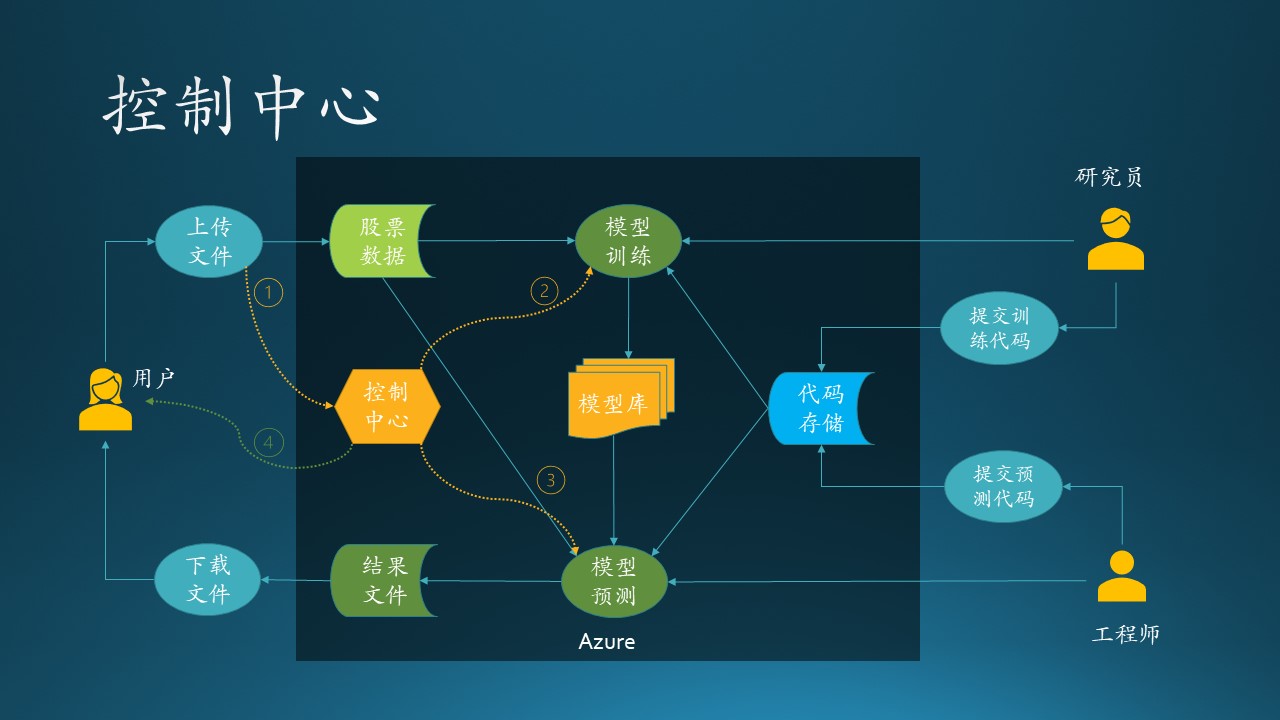 控制中心
研究员
上传
文件
股票
数据
模型
训练
①
②
提交训
练代码
用户
控制
中心
模型库
代码
存储
④
③
提交预
测代码
下载
文件
结果
文件
模型
预测
工程师
Azure